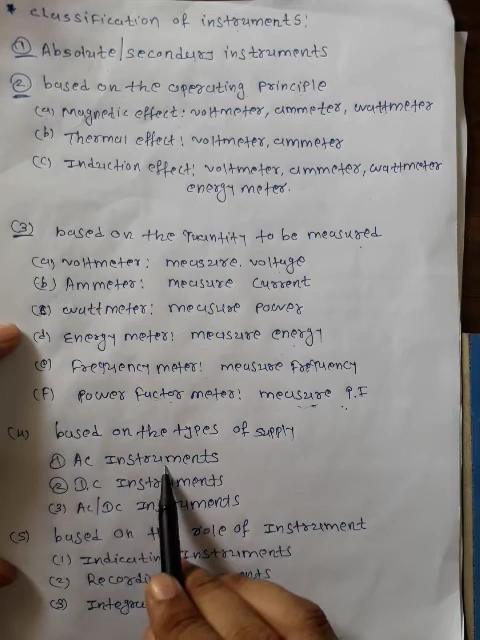 * classification of instruments:
① Absolute/secondary instruments
② based on the operating principle
(a) Magnetic effect: voltmeter, ammeter, wattmeter
(b) Thermal effect: voltmeter, ammeter
(c) Induction effect: voltmeter, ammeter, wattmeter
energy meter.
(3) based on the quantity to be measured
(a) voltmeter: measure voltage
(b) Ammeter: measure current
(c) wattmeter: measure power
(d) Energy meter: measure energy
(e) Frequency meter: measure frequency
(F) power factor meter: measure P.F
(4) based on the types of supply
① Ac Instruments
② D.C Instruments
(3) Ac/Dc Instruments
(5) based on the role of Instrument
(1) Indicatin Instruments
(2) Recordi nts
(3) Integra